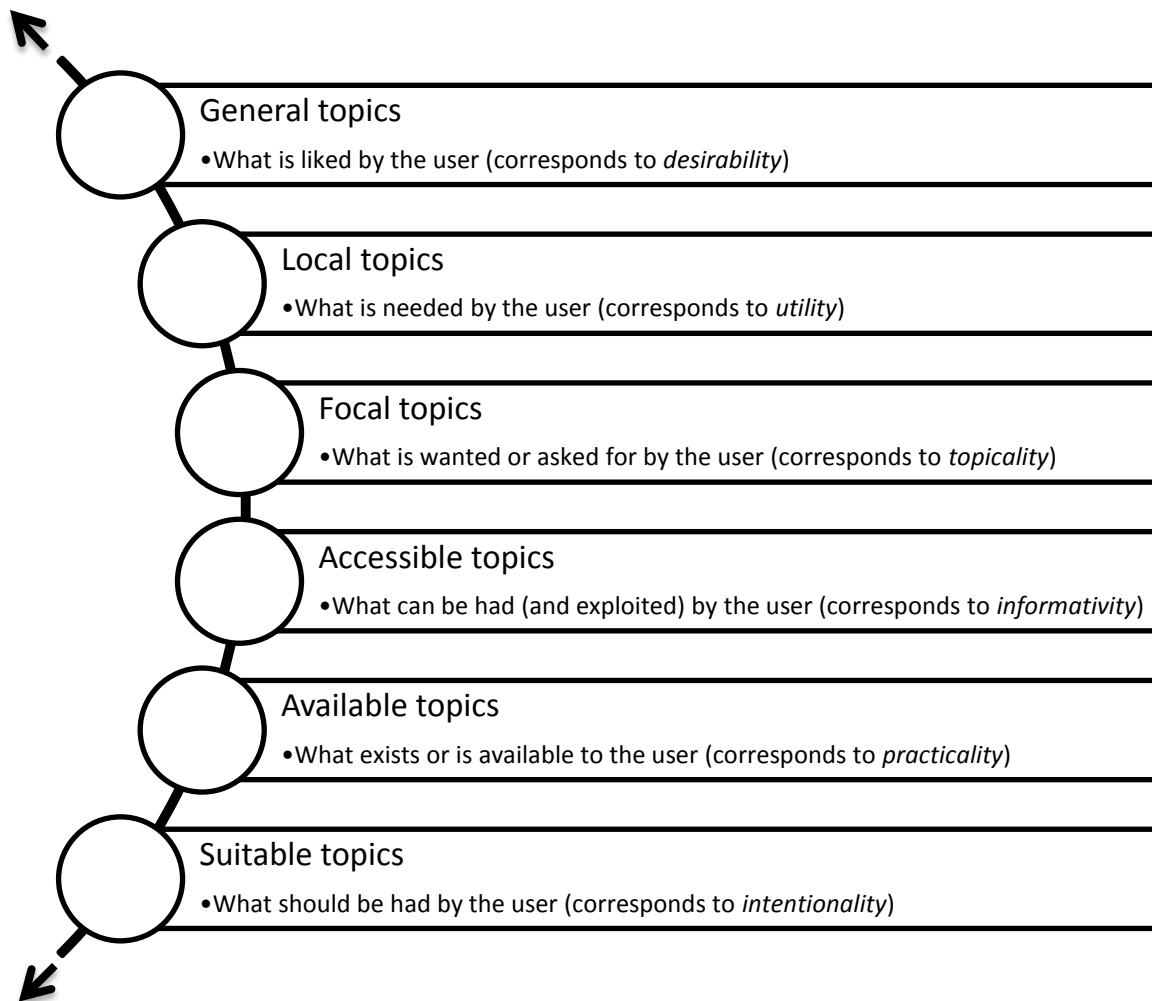 General topics
•What is liked by the user (corresponds to desirability)
Local topics
•What is needed by the user (corresponds to utility)
Focal topics
•What is wanted or asked for by the user (corresponds to topicality)
Accessible topics
•What can be had (and exploited) by the user (corresponds to informativity)
Available topics
•What exists or is available to the user (corresponds to practicality)
Suitable topics
•What should be had by the user (corresponds to intentionality)